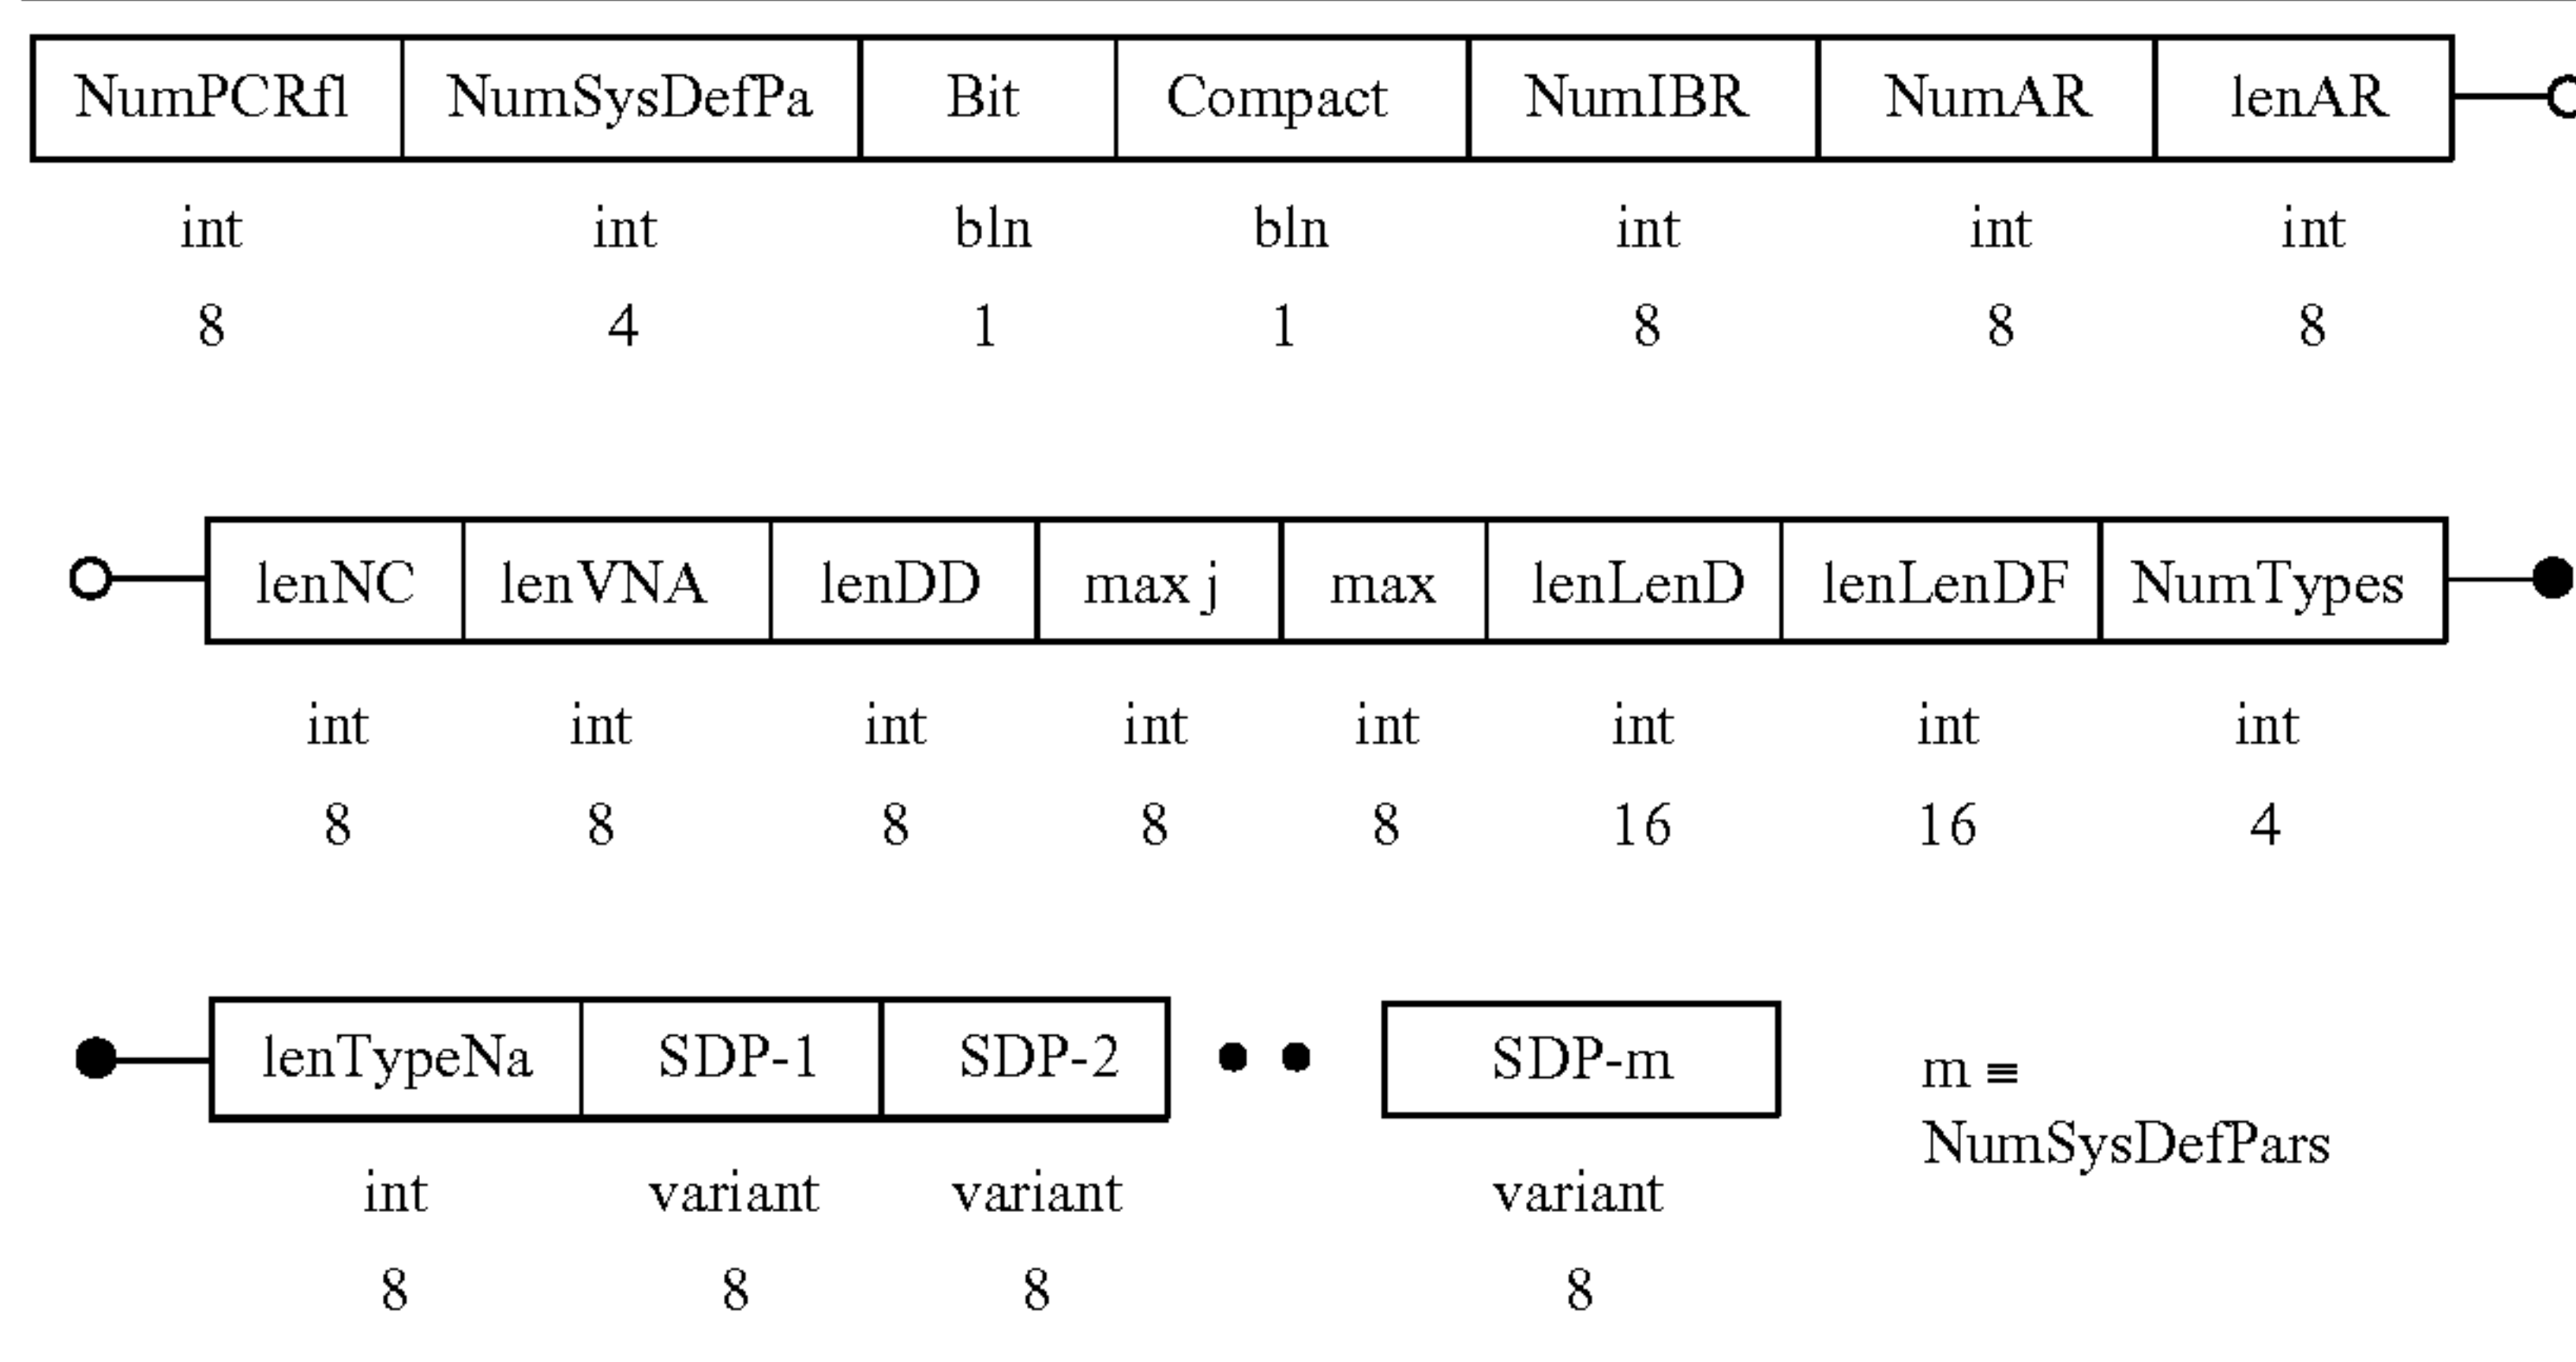 NumPCRfl NumSysDefPa Bit Compact NumIBR NumAR lenAR
int int bln bln int int int
8 4 1 1 8 8 8
lenNC lenVNA lenDD max j max lenLenD lenLenDF NumTypes
int int int int int int int int
8 8 8 8 8 16 16 4
lenTypeNa SDP-1 SDP-2 SDP-m m ≡
NumSysDefPars
int variant variant variant
8 8 8 8